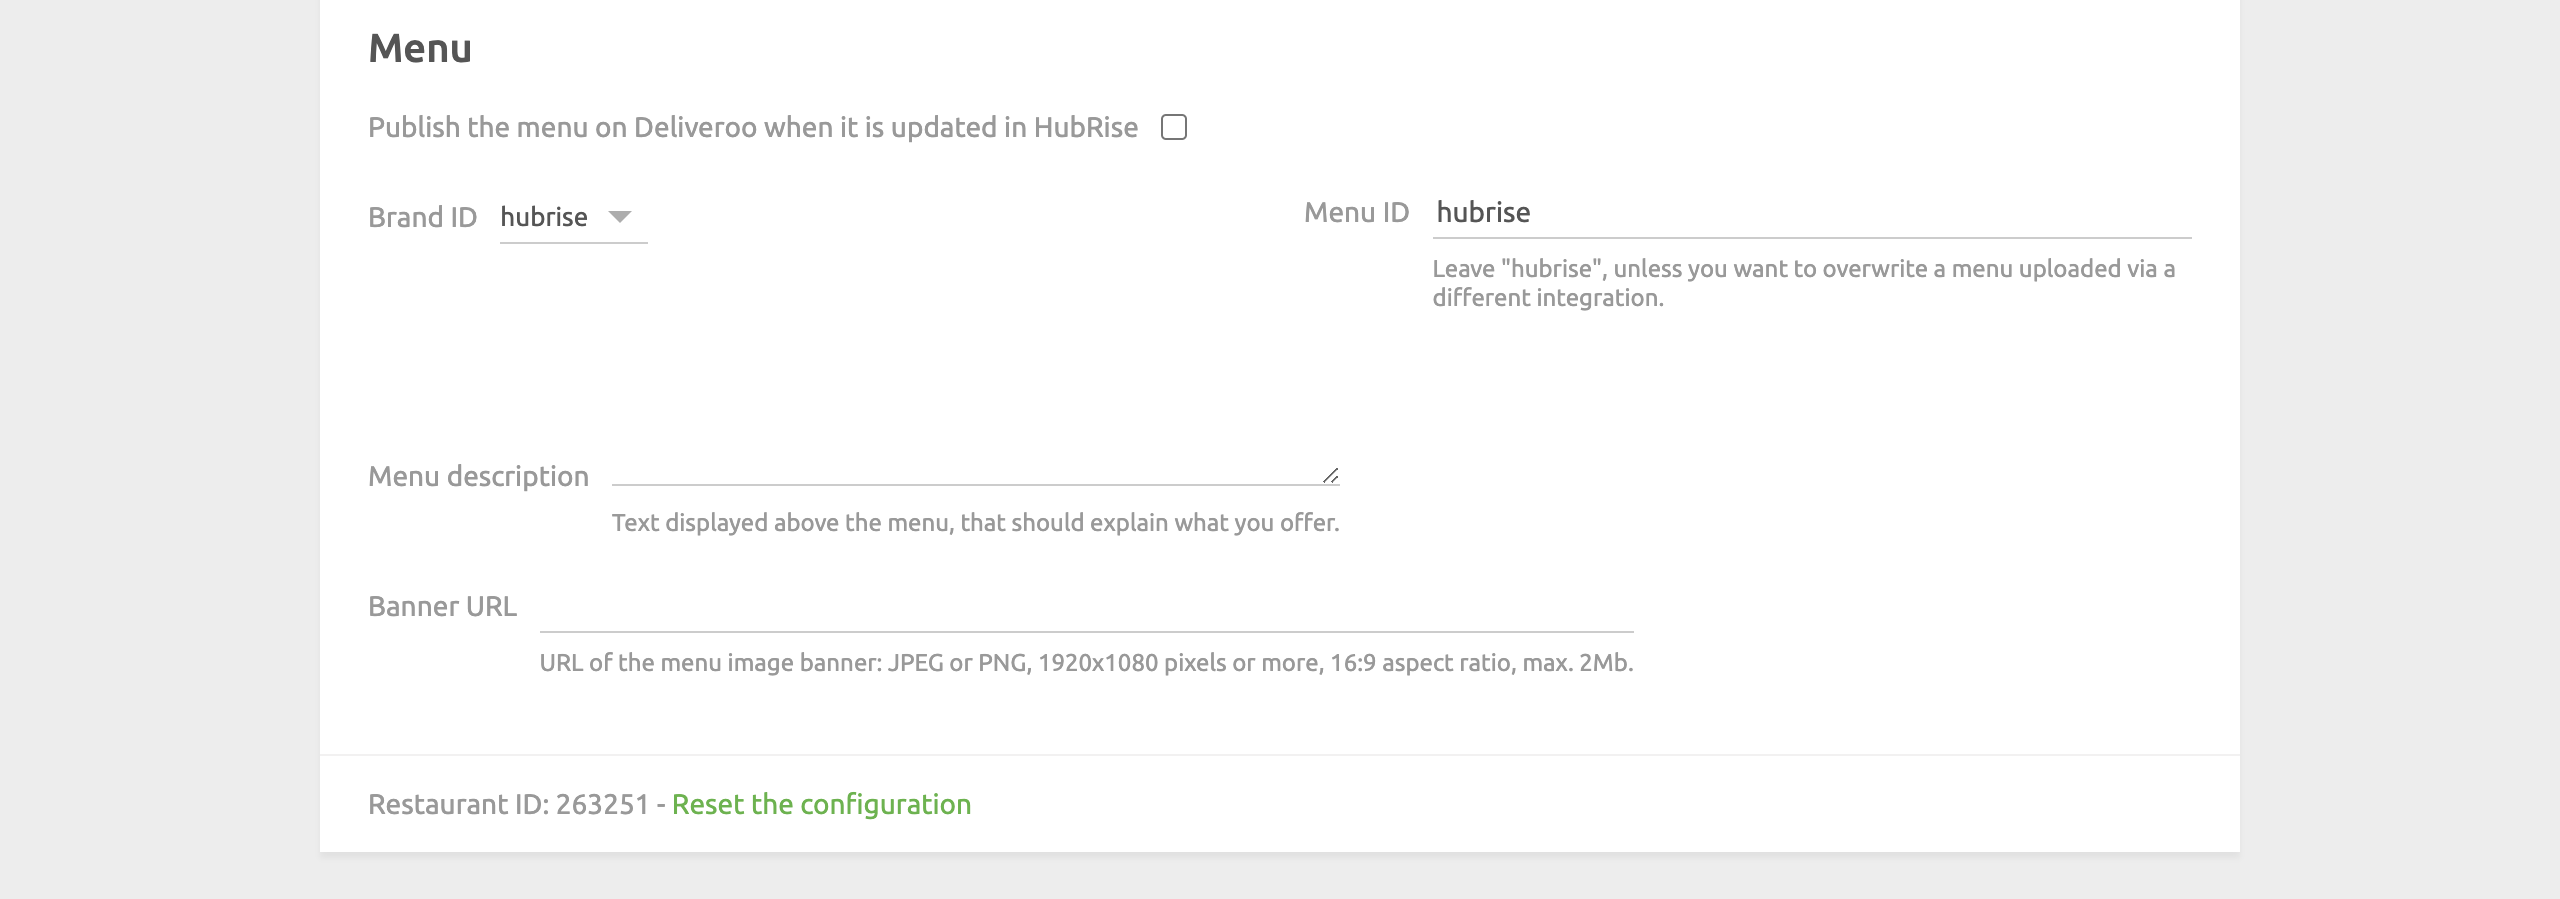 Menu
Publish the menu on Deliveroo when it is updated in HubRise
Brand ID hubrise
Menu ID hubrise
Leave "hubrise", unless you want to overwrite a menu uploaded via a
different integration.
Menu description
Text displayed above the menu, that should explain what you offer.
Banner URL
URL of the menu image banner: JPEG or PNG, 1920x1080 pixels or more, 16:9 aspect ratio, max. 2Mb.
Restaurant ID: 263251 - Reset the configuration